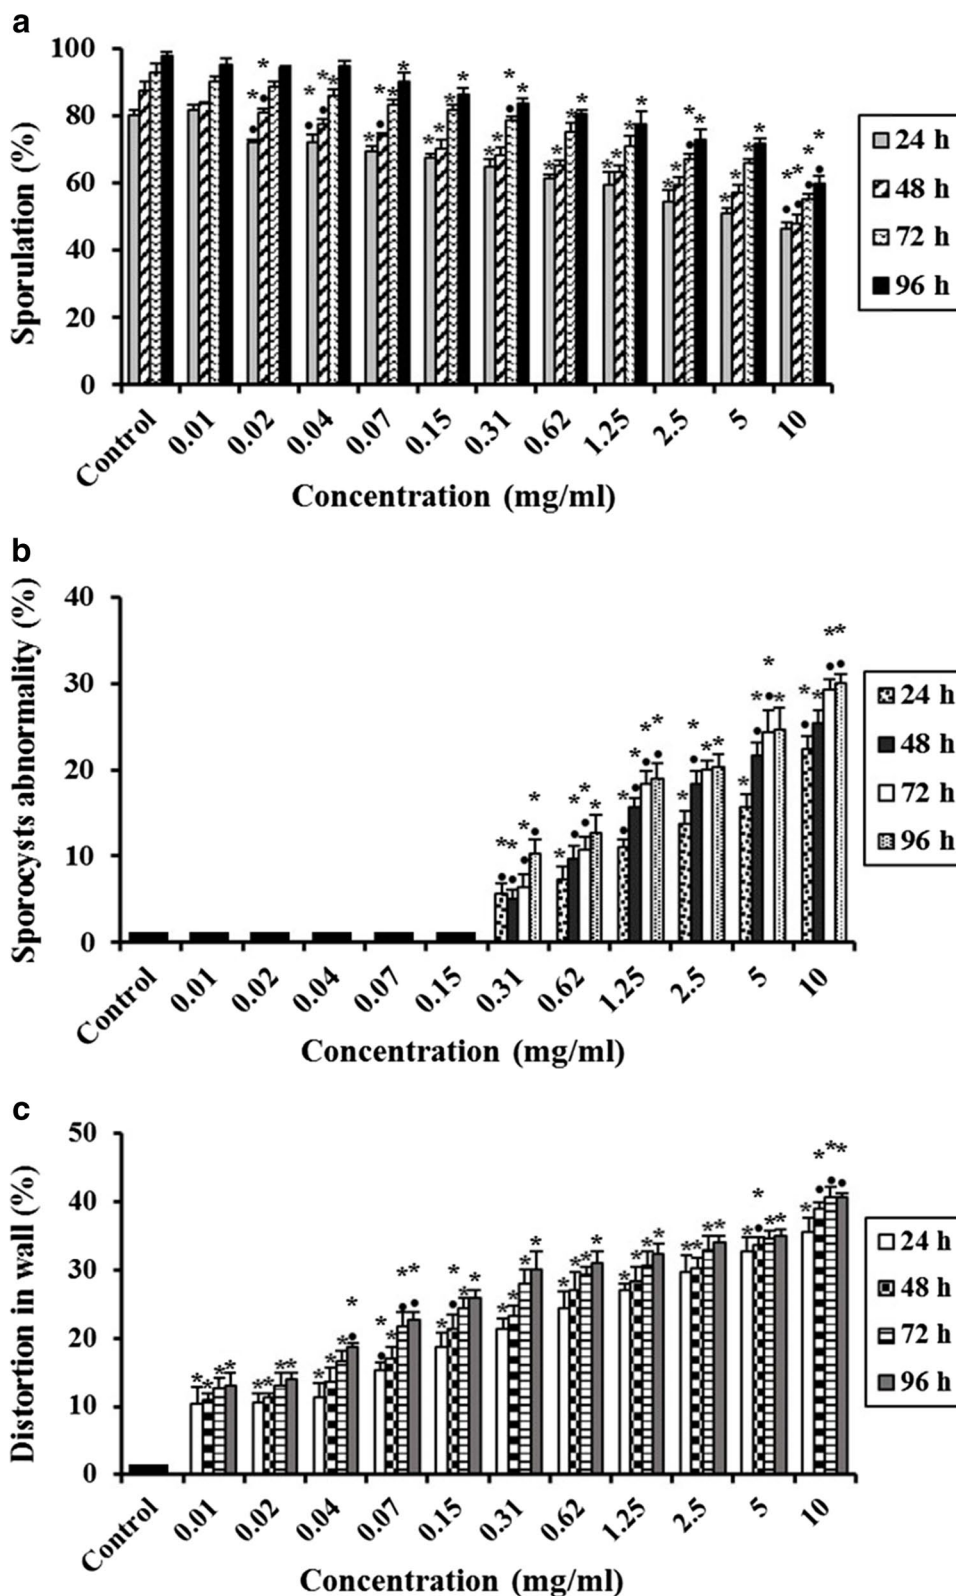 a
100
80
60
40
20
0
Sporulation (%)
Control 0.01 0.02 0.04 0.07 0.15 0.31 0.62 1.25 2.5 5 10
Concentration (mg/ml)
24 h
48 h
72 h
96 h
b
40
30
20
10
0
Sporocysts abnormality (%)
Control 0.01 0.02 0.04 0.07 0.15 0.31 0.62 1.25 2.5 5 10
Concentration (mg/ml)
24 h
48 h
72 h
96 h
c
50
40
30
20
10
0
Distortion in wall (%)
Control 0.01 0.02 0.04 0.07 0.15 0.31 0.62 1.25 2.5 5 10
Concentration (mg/ml)
24 h
48 h
72 h
96 h